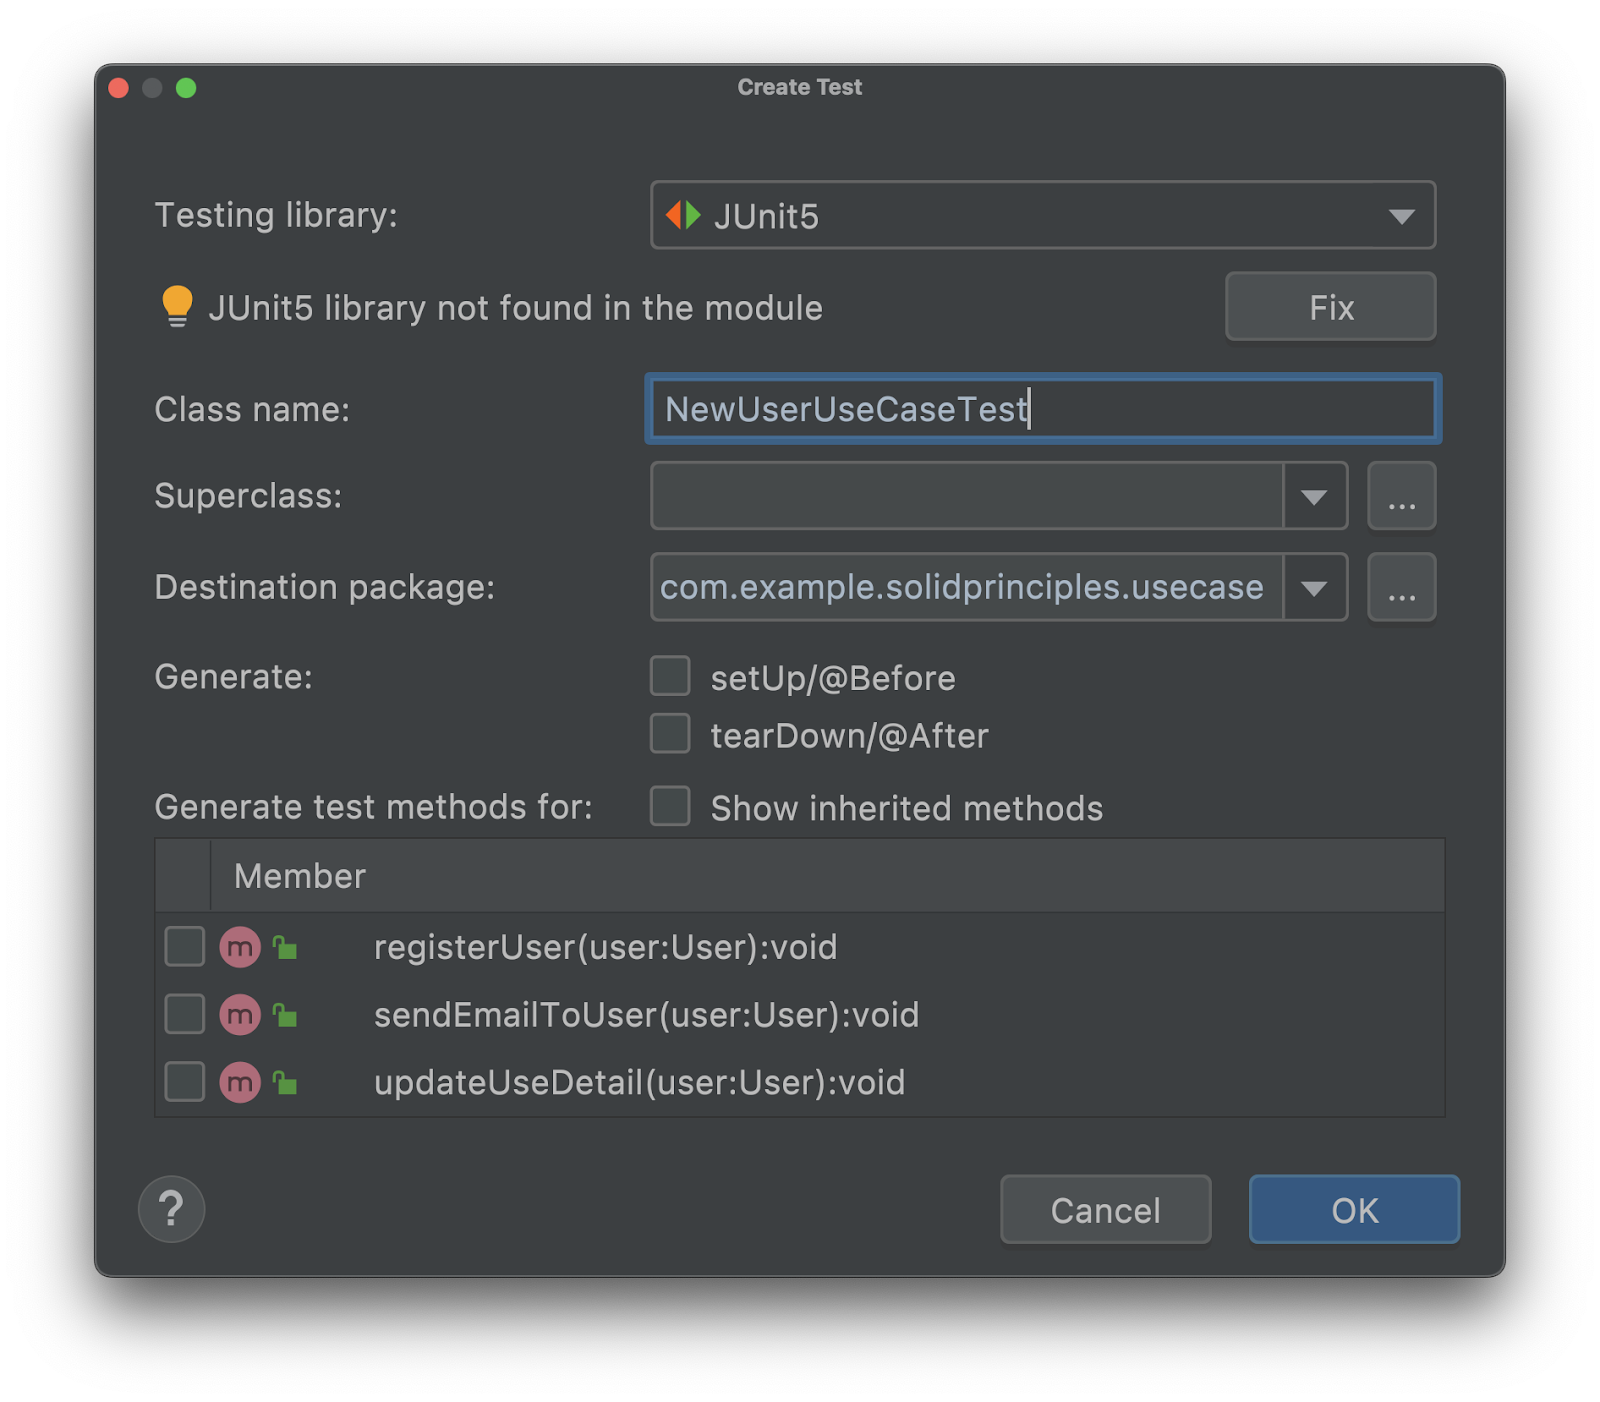 Create Test
Testing library: JUnit5
JUnit5 library not found in the module Fix
Class name: NewUserUseCaseTest
Superclass: ...
Destination package: com.example.solidprinciples.usecase ...
Generate: setUp/@Before
tearDown/@After
Generate test methods for: Show inherited methods
Member
m registerUser(user:User):void
m sendEmailToUser(user:User):void
m updateUseDetail(user:User):void
? Cancel OK